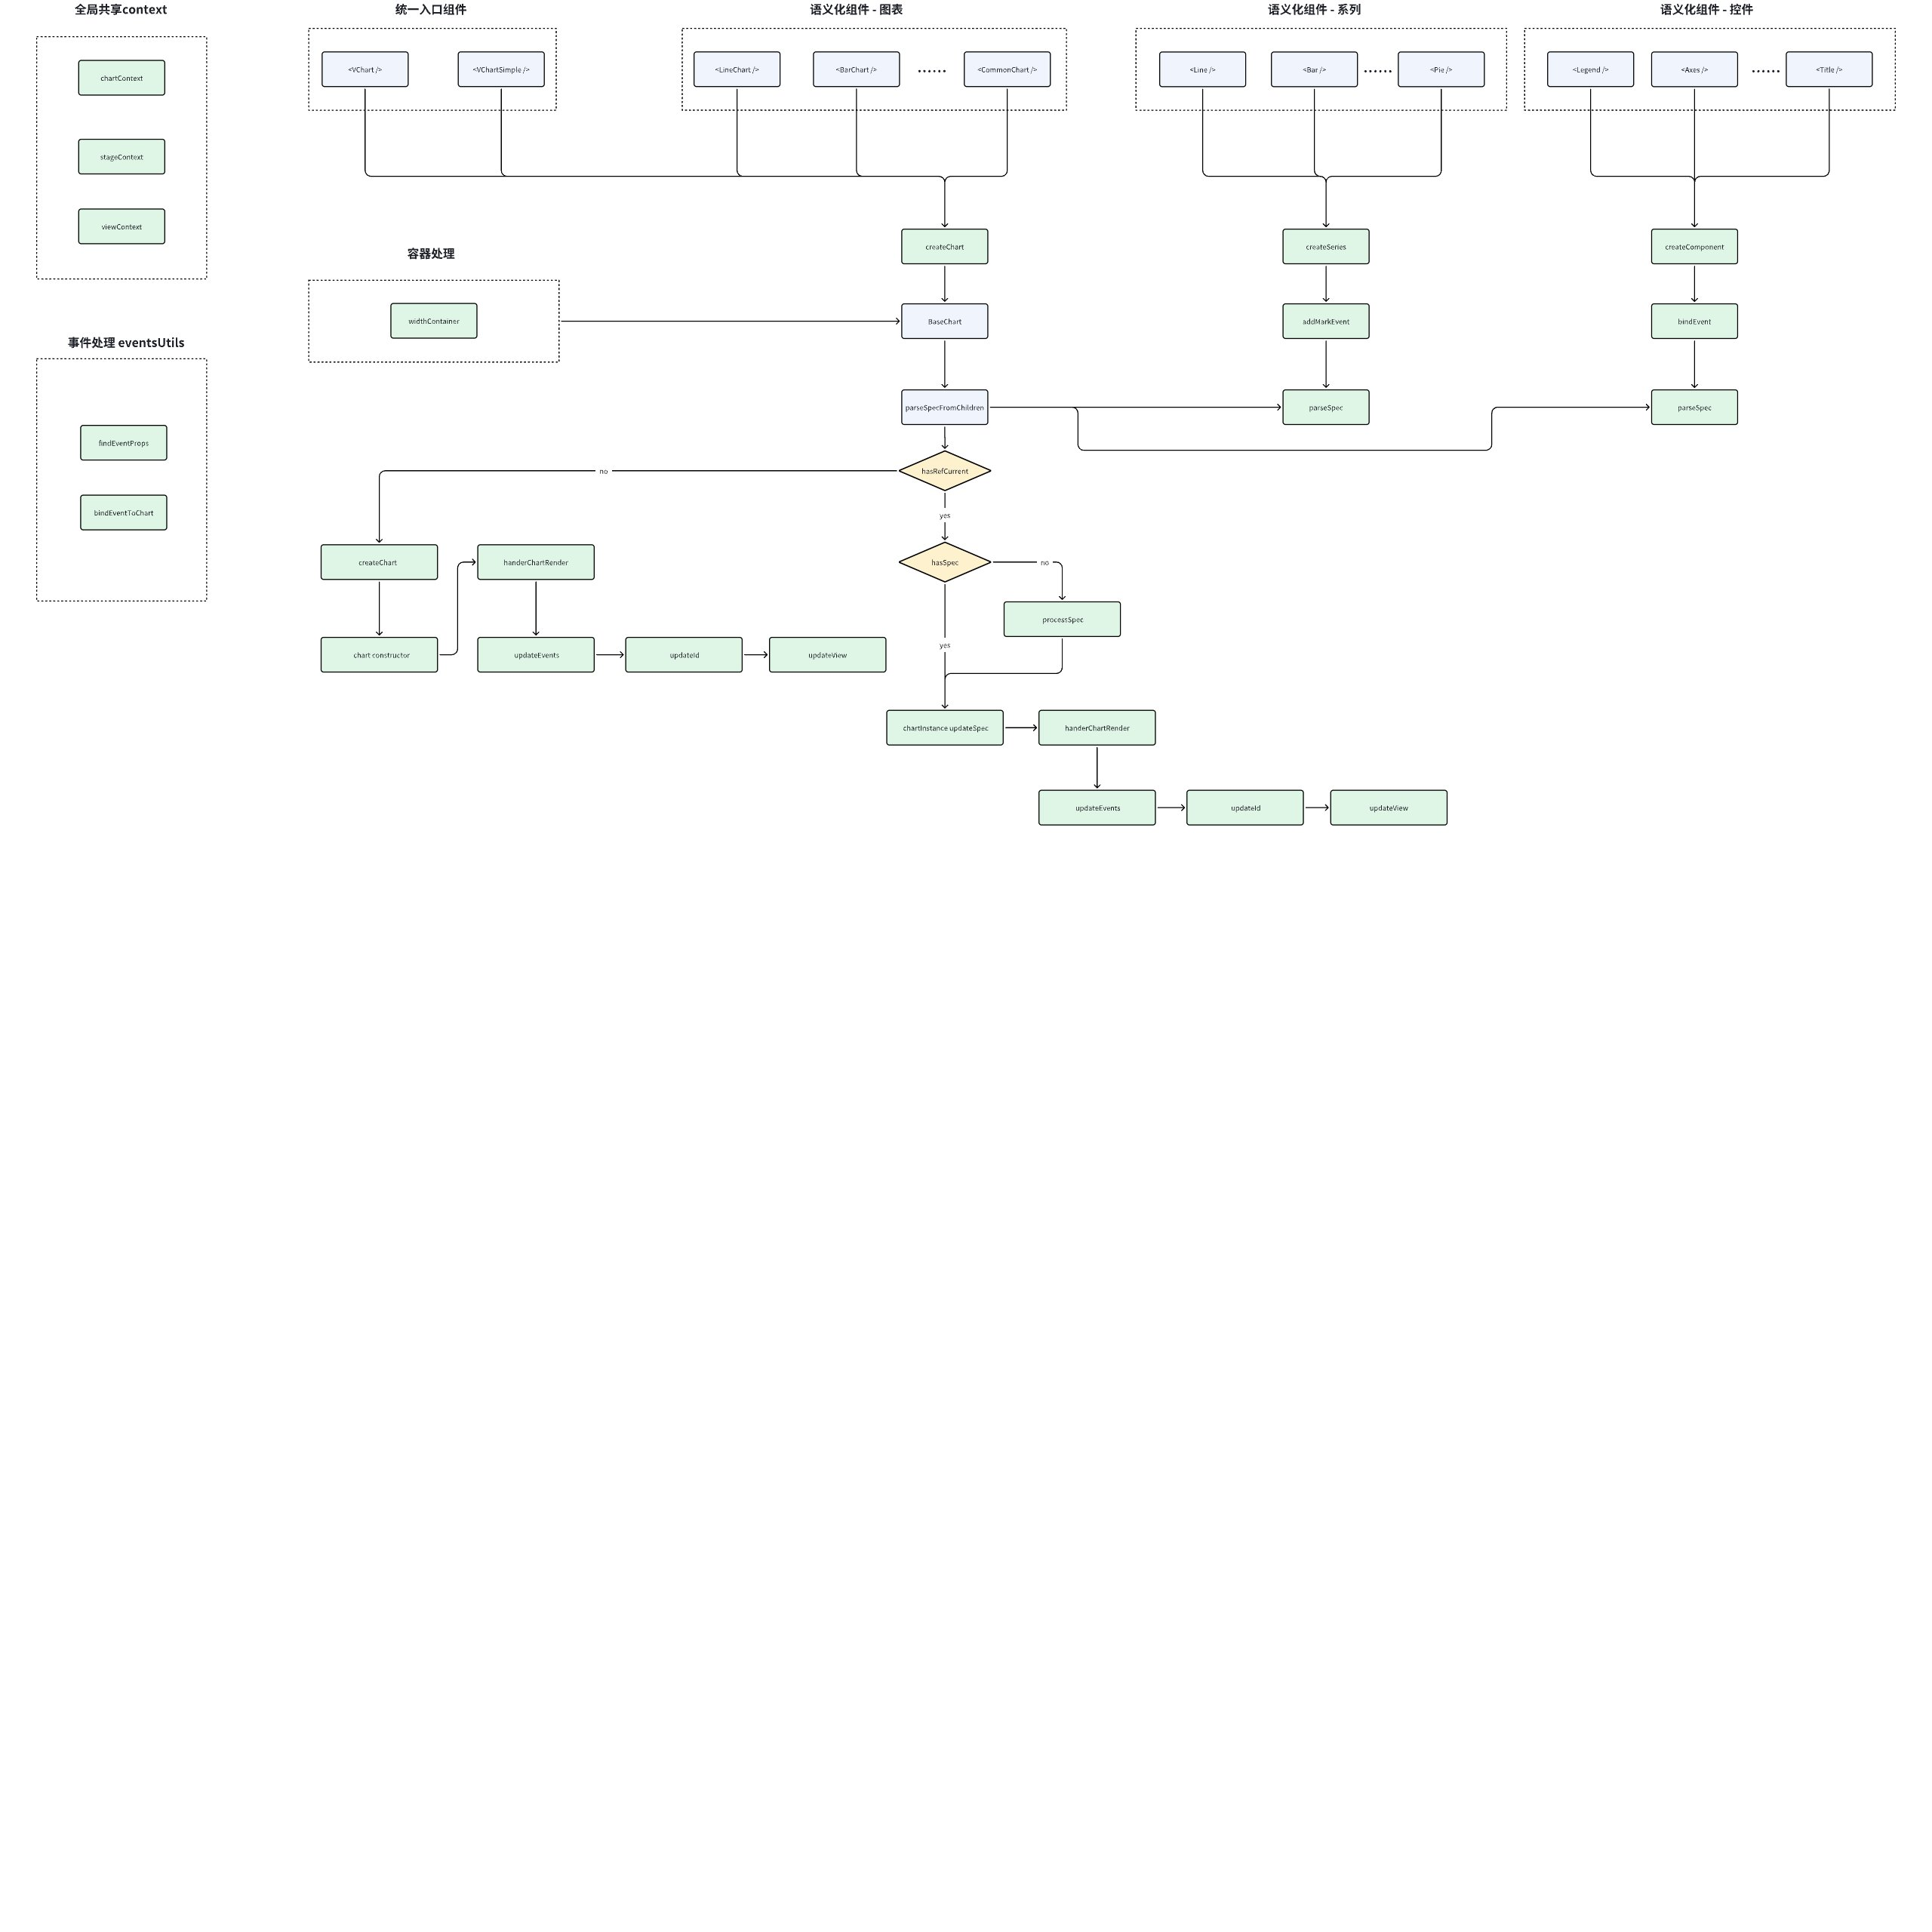 全局共享context
统一入口组件
语义化组件 - 图表
语义化组件 - 系列
语义化组件 - 控件
chartContext
stageContext
viewContext
<VChart />
<VChartSimple />
<LineChart />
<BarChart />
······
<CommonChart />
<Line />
<Bar />
······
<Pie />
<Legend />
<Axes />
······
<Title />
createChart
createSeries
createComponent
容器处理
widthContainer
BaseChart
addMarkEvent
bindEvent
事件处理 eventsUtils
findEventProps
bindEventToChart
parseSpecFromChildren
parseSpec
parseSpec
hasRefCurrent
no
yes
createChart
handerChartRender
hasSpec
no
processSpec
yes
chart constructor
updateEvents
updateId
updateView
chartInstance updateSpec
handerChartRender
updateEvents
updateId
updateView